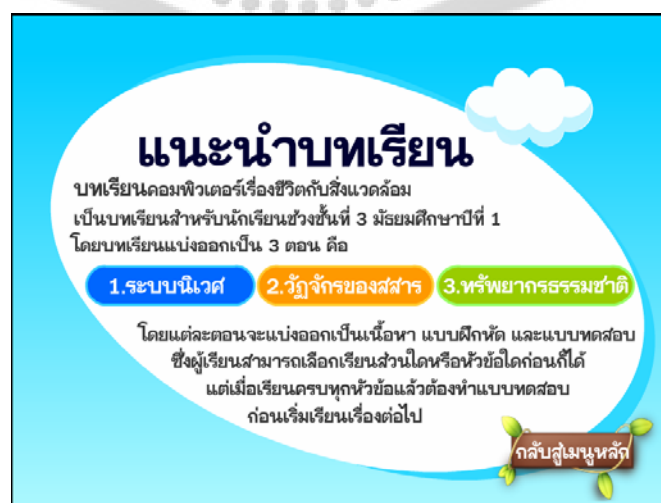 แนะนำบทเรียน
บทเรียนคอมพิวเตอร์เรื่องชีวิตกับสิ่งแวดล้อม
เป็นบทเรียนสำหรับนักเรียนช่วงชั้นที่ 3 มัธยมศึกษาปีที่ 1
โดยบทเรียนแบ่งออกเป็น 3 ตอน คือ
1.ระบบนิเวศ 2.วัฏจักรของสสาร 3.ทรัพยากรธรรมชาติ
โดยแต่ละตอนจะแบ่งออกเป็นเนื้อหา แบบฝึกหัด และแบบทดสอบ
ซึ่งผู้เรียนสามารถเลือกเรียนส่วนใดหรือหัวข้อใดก่อนก็ได้
แต่เมื่อเรียนครบทุกหัวข้อแล้วต้องทำแบบทดสอบ
ก่อนเริ่มเรียนเรื่องต่อไป
กลับสู่เมนูหลัก